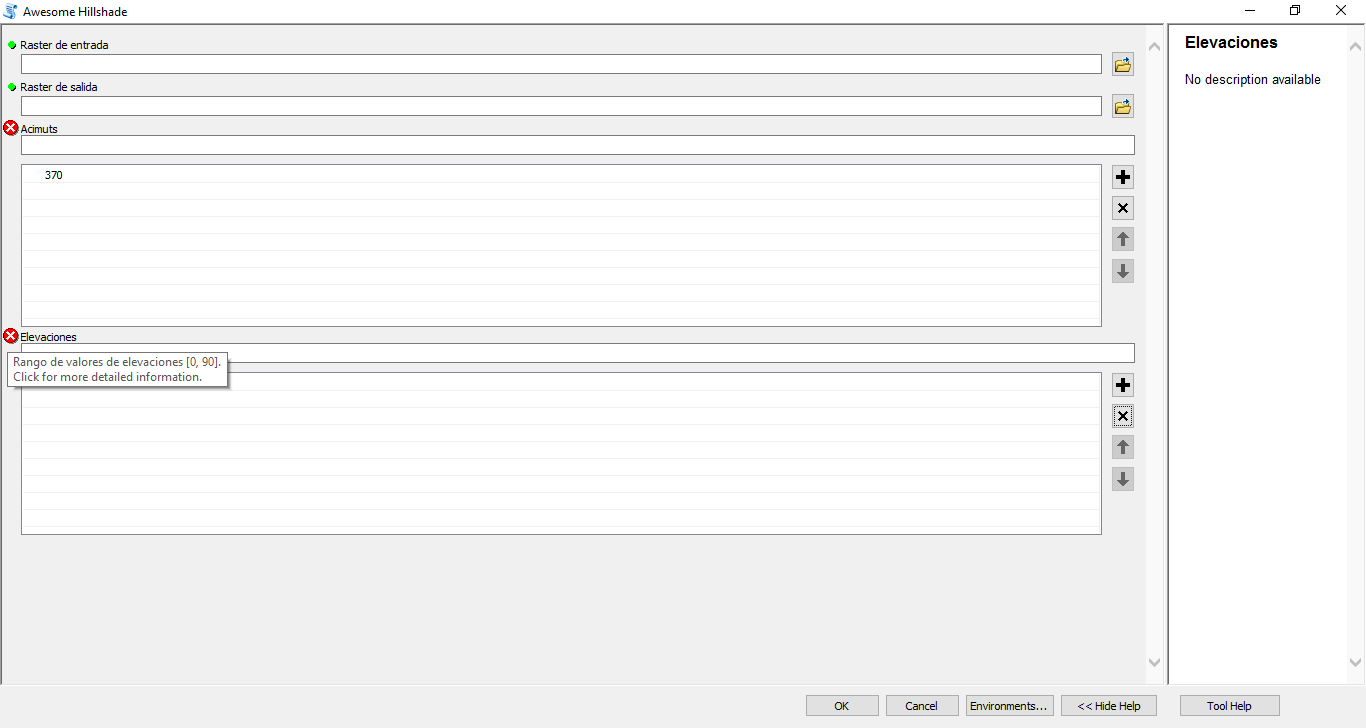 Awesome Hillshade
Raster de entrada
Raster de salida
Acimuts
370
Elevaciones
Rango de valores de elevaciones [0, 90].
Click for more detailed information.
Elevaciones
No description available
OK
Cancel
Environments...
<< Hide Help
Tool Help